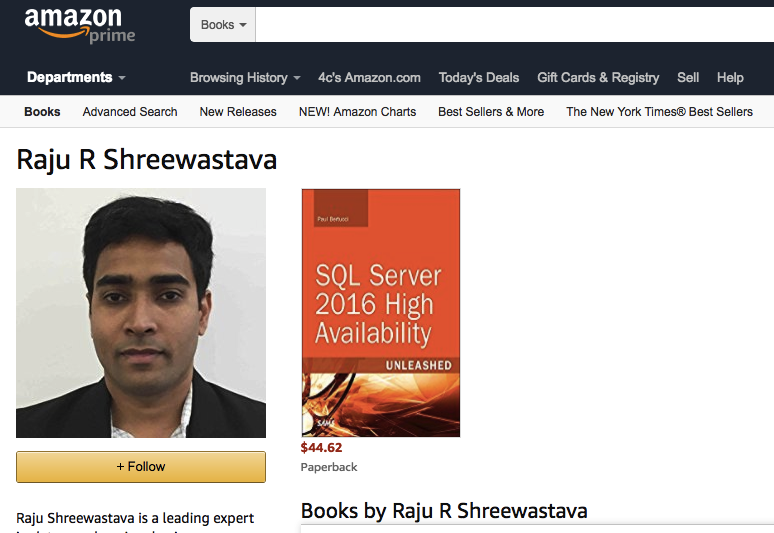 amazon
prime
Books
Departments
Browsing History
4c's Amazon.com
Today's Deals
Gift Cards & Registry
Sell
Help
Books
Advanced Search
New Releases
NEW! Amazon Charts
Best Sellers & More
The New York Times® Best Sellers
Raju R Shreewastava
Paul Bertucci
SQL Server
2016 High
Availability
UNLEASHED
SAMS
$44.62
Paperback
+ Follow
Raju Shreewastava is a leading expert
Books by Raju R Shreewastava